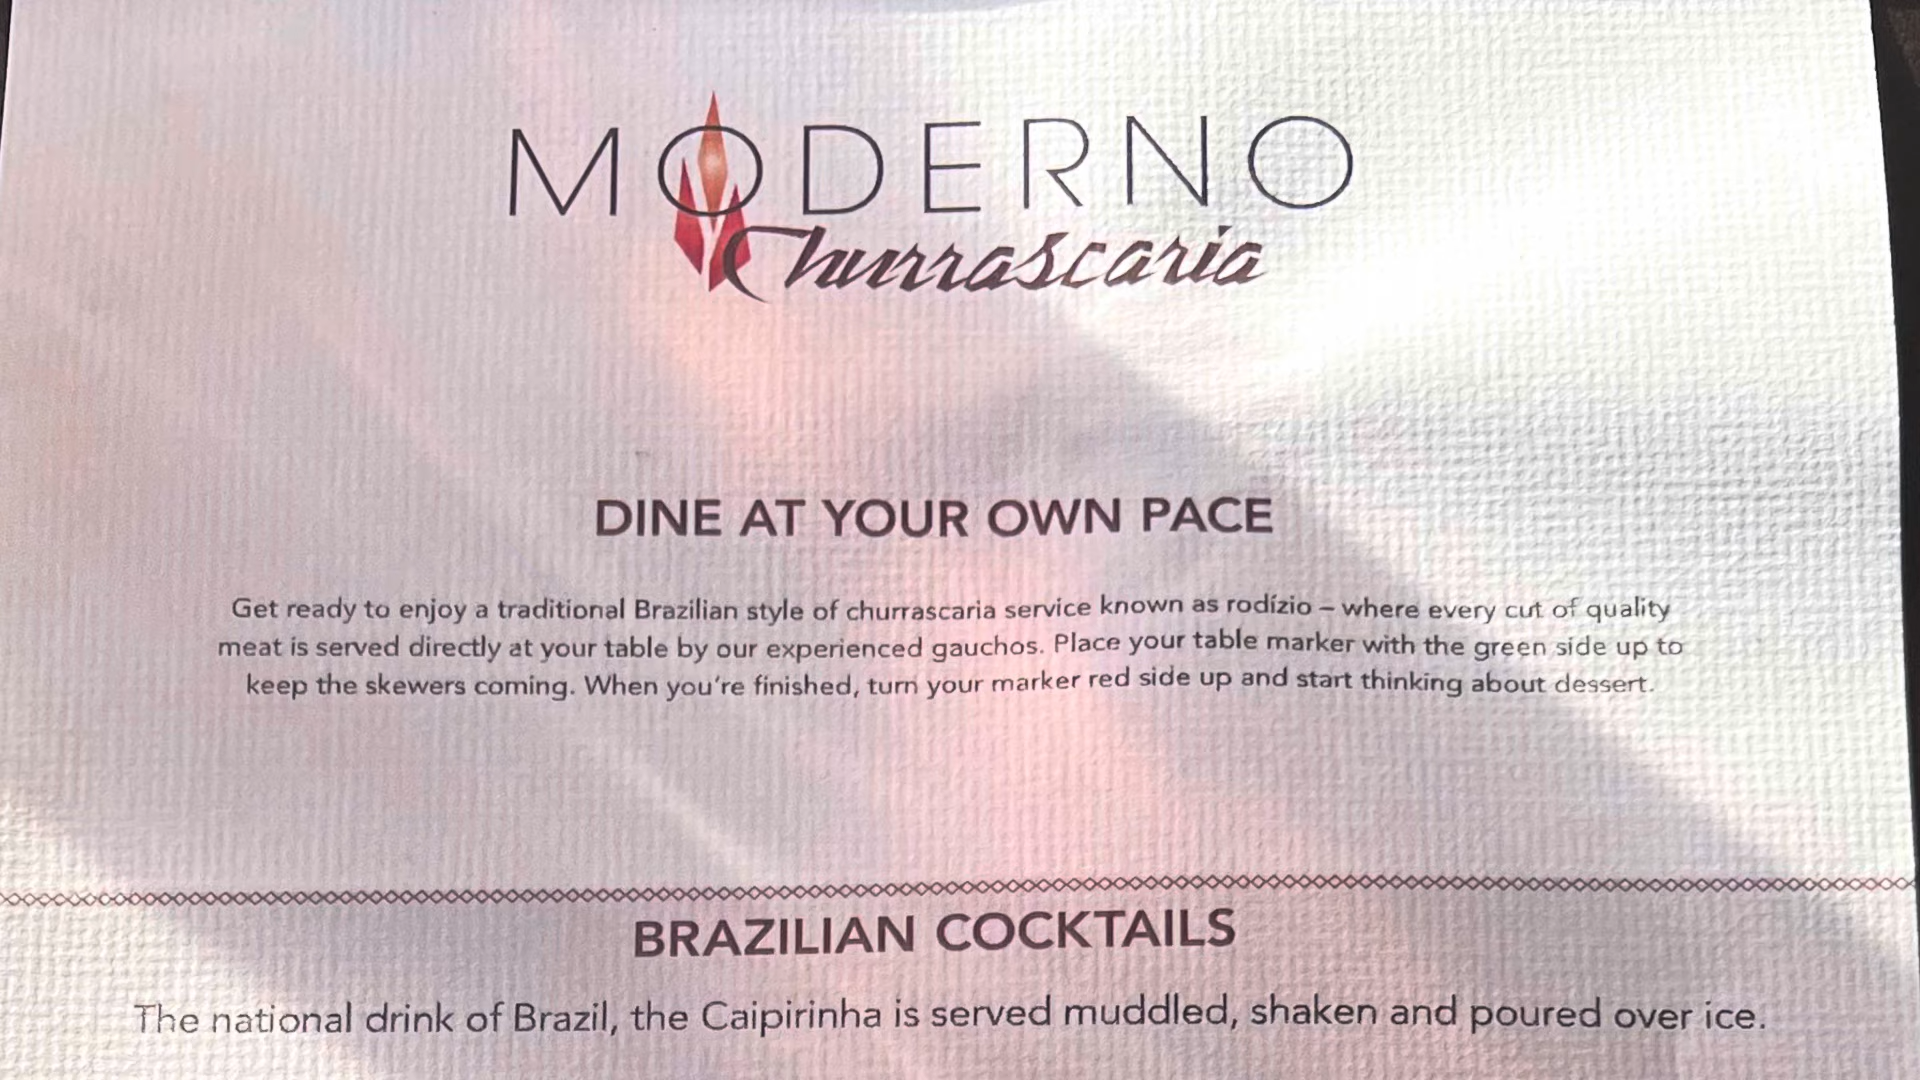 MODERNO
Churrascaria
DINE AT YOUR OWN PACE
Get ready to enjoy a traditional Brazilian style of churrascaria service known as rodízio – where every cut of quality
meat is served directly at your table by our experienced gauchos. Place your table marker with the green side up to
keep the skewers coming. When you're finished, turn your marker red side up and start thinking about dessert.
BRAZILIAN COCKTAILS
The national drink of Brazil, the Caipirinha is served muddled, shaken and poured over ice.